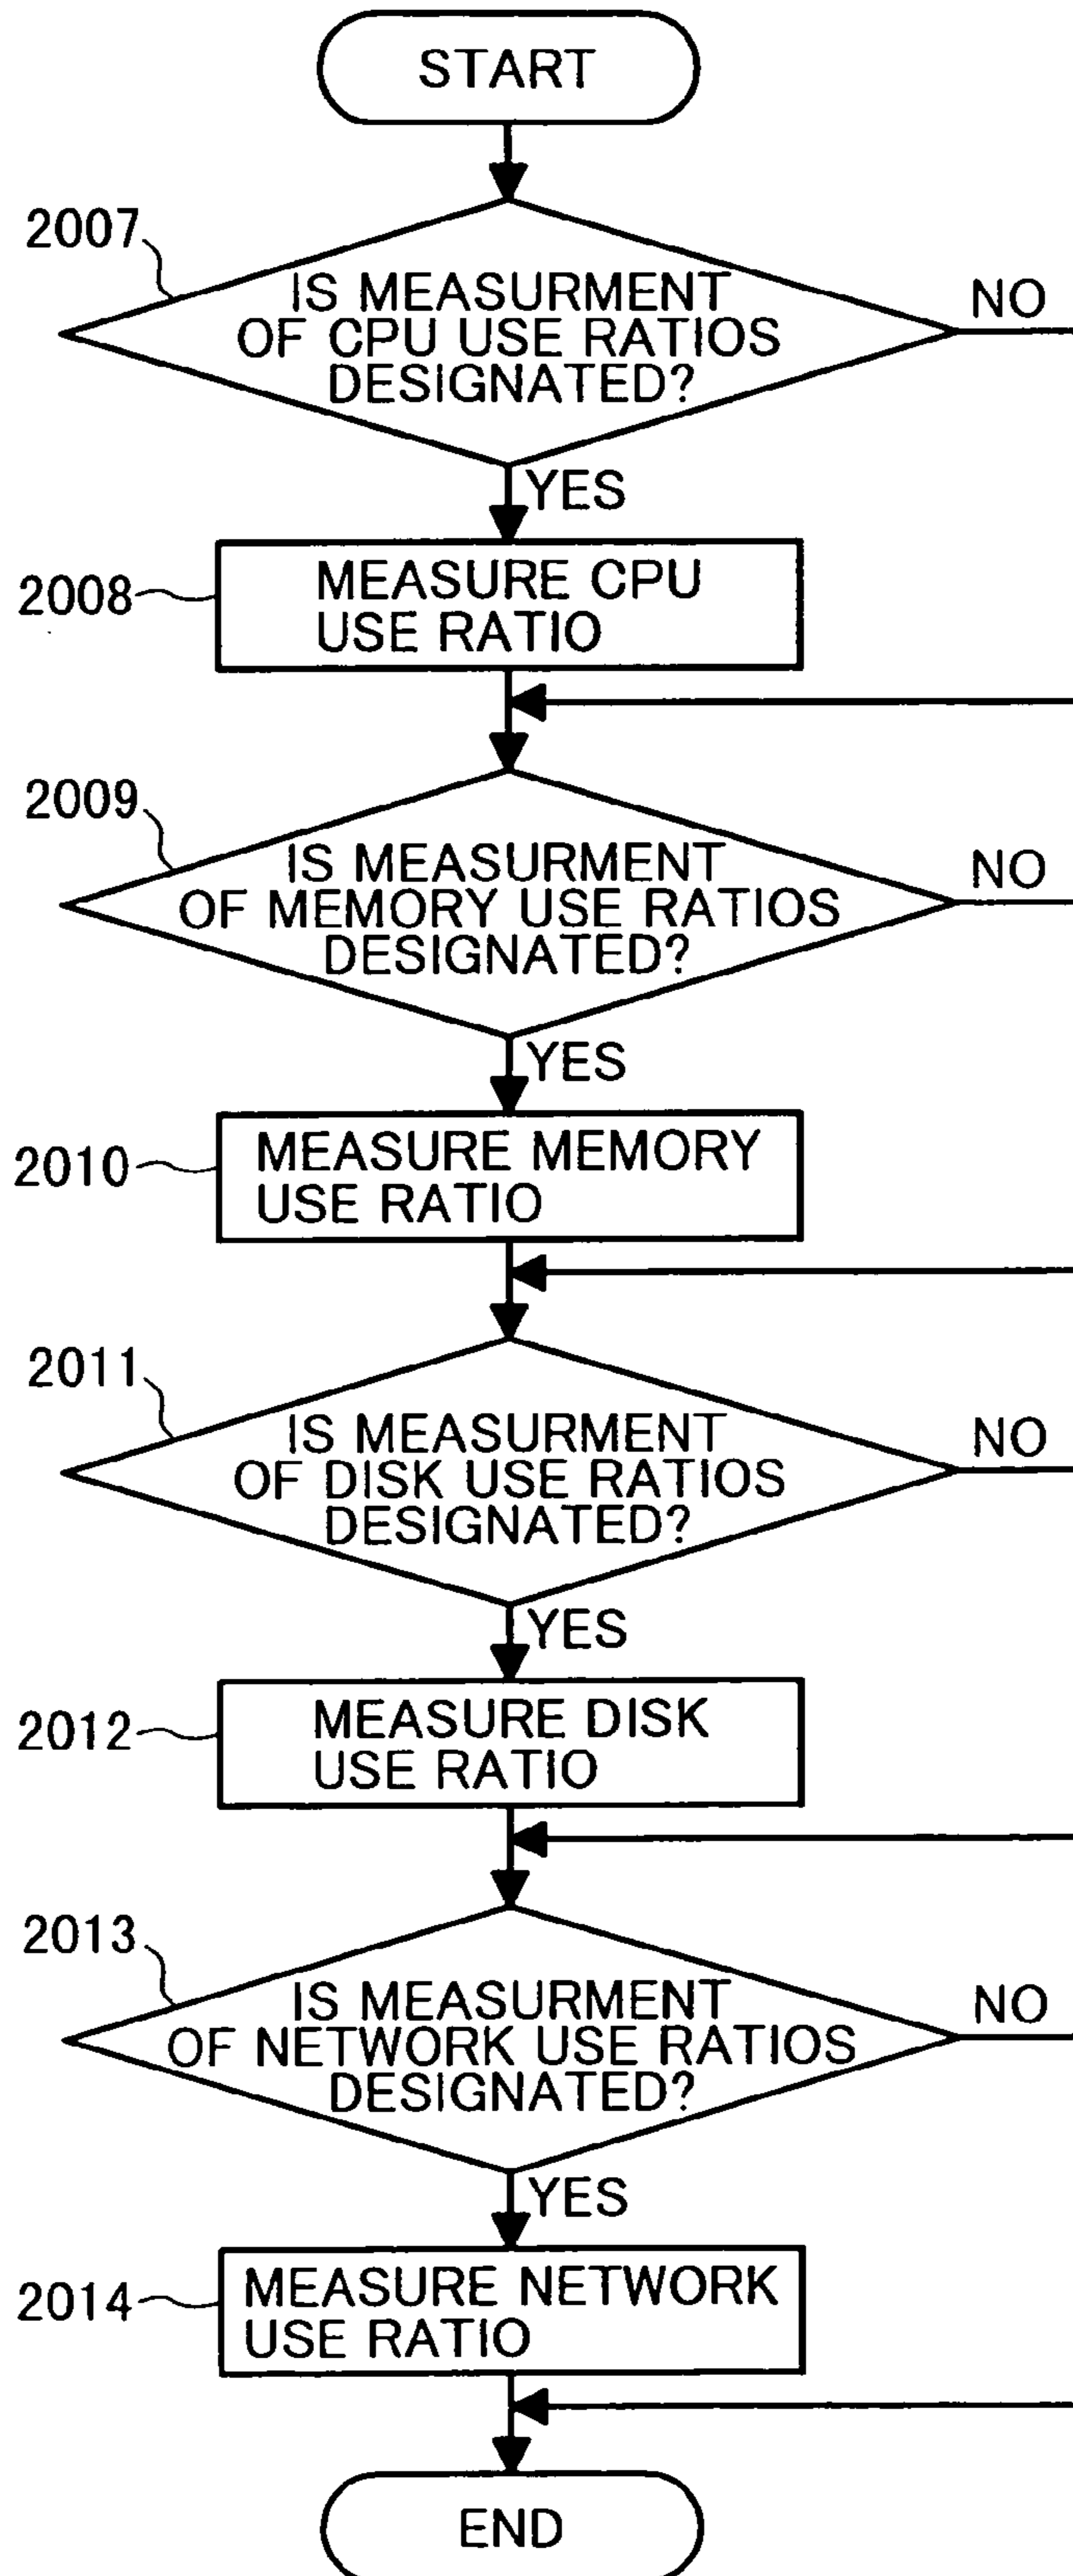 START
2007
IS MEASURMENT
OF CPU USE RATIOS
DESIGNATED?
NO
YES
2008
MEASURE CPU
USE RATIO
2009
IS MEASURMENT
OF MEMORY USE RATIOS
DESIGNATED?
NO
YES
2010
MEASURE MEMORY
USE RATIO
2011
IS MEASURMENT
OF DISK USE RATIOS
DESIGNATED?
NO
YES
2012
MEASURE DISK
USE RATIO
2013
IS MEASURMENT
OF NETWORK USE RATIOS
DESIGNATED?
NO
YES
2014
MEASURE NETWORK
USE RATIO
END